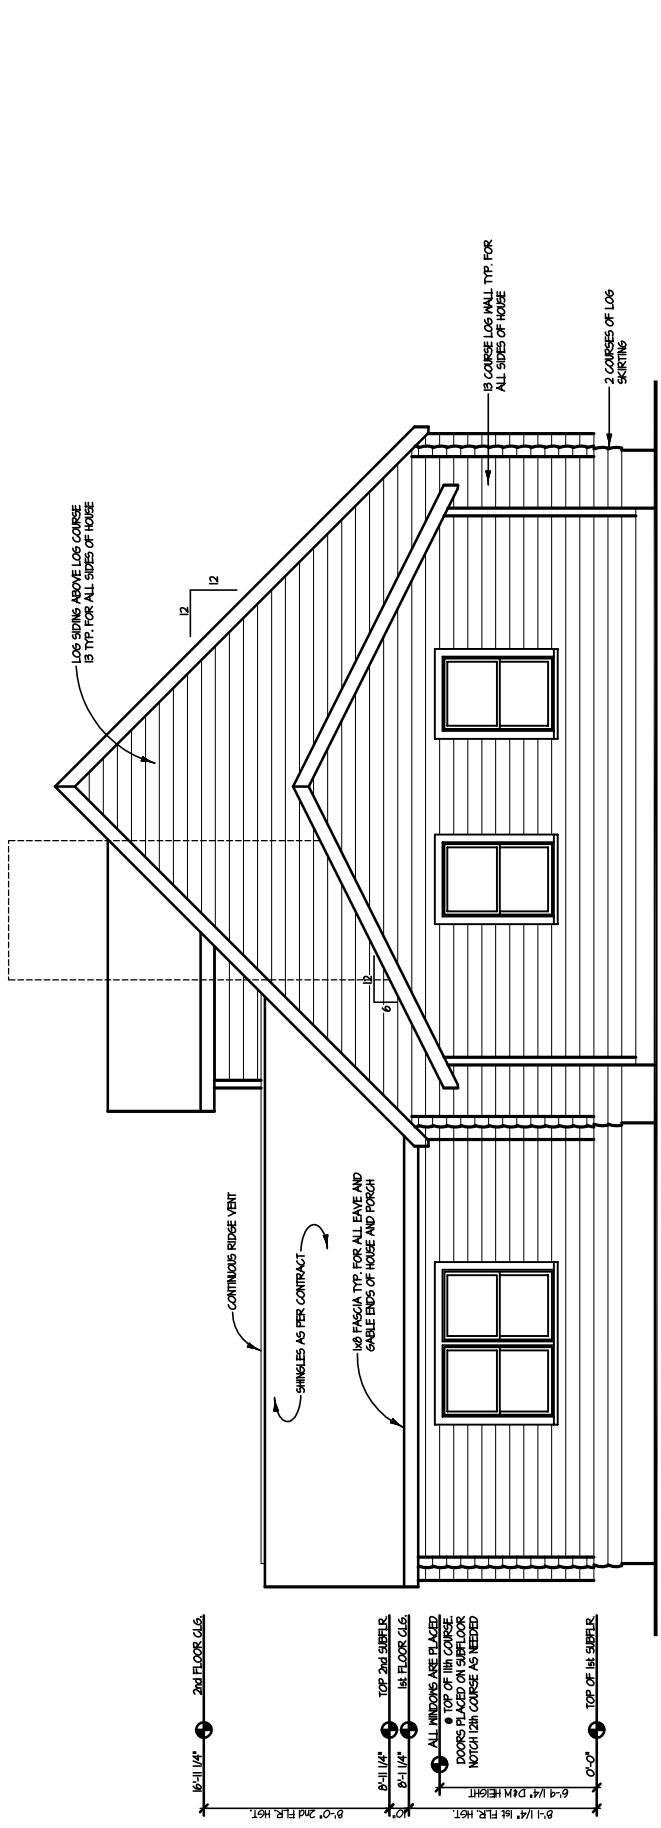 LOG SIDING ABOVE LOG COURSE
13 TYP. FOR ALL SIDES OF HOUSE
12
12
13 COURSE LOG WALL TYP. FOR
ALL SIDES OF HOUSE
2 COURSES OF LOG
SKIRTING
12
6
CONTINUOUS RIDGE VENT
SHINGLES AS PER CONTRACT
1x8 FASCIA TYP. FOR ALL EAVE AND
GABLE ENDS OF HOUSE AND PORCH
16'-11 1/4" 2nd FLOOR CLG.
8'-11 1/4" TOP 2nd SUBFLR.
8'-1 1/4" 1st FLOOR CLG.
ALL WINDOWS ARE PLACED
@ TOP OF 11th COURSE.
DOORS PLACED ON SUBFLOOR
NOTCH 12th COURSE AS NEEDED
0'-0" TOP OF 1st SUBFLR.
8'-0" 2nd FLR. HGT.
10"
8'-1 1/4" 1st FLR. HGT.
6'-9 1/4" D&W HEIGHT